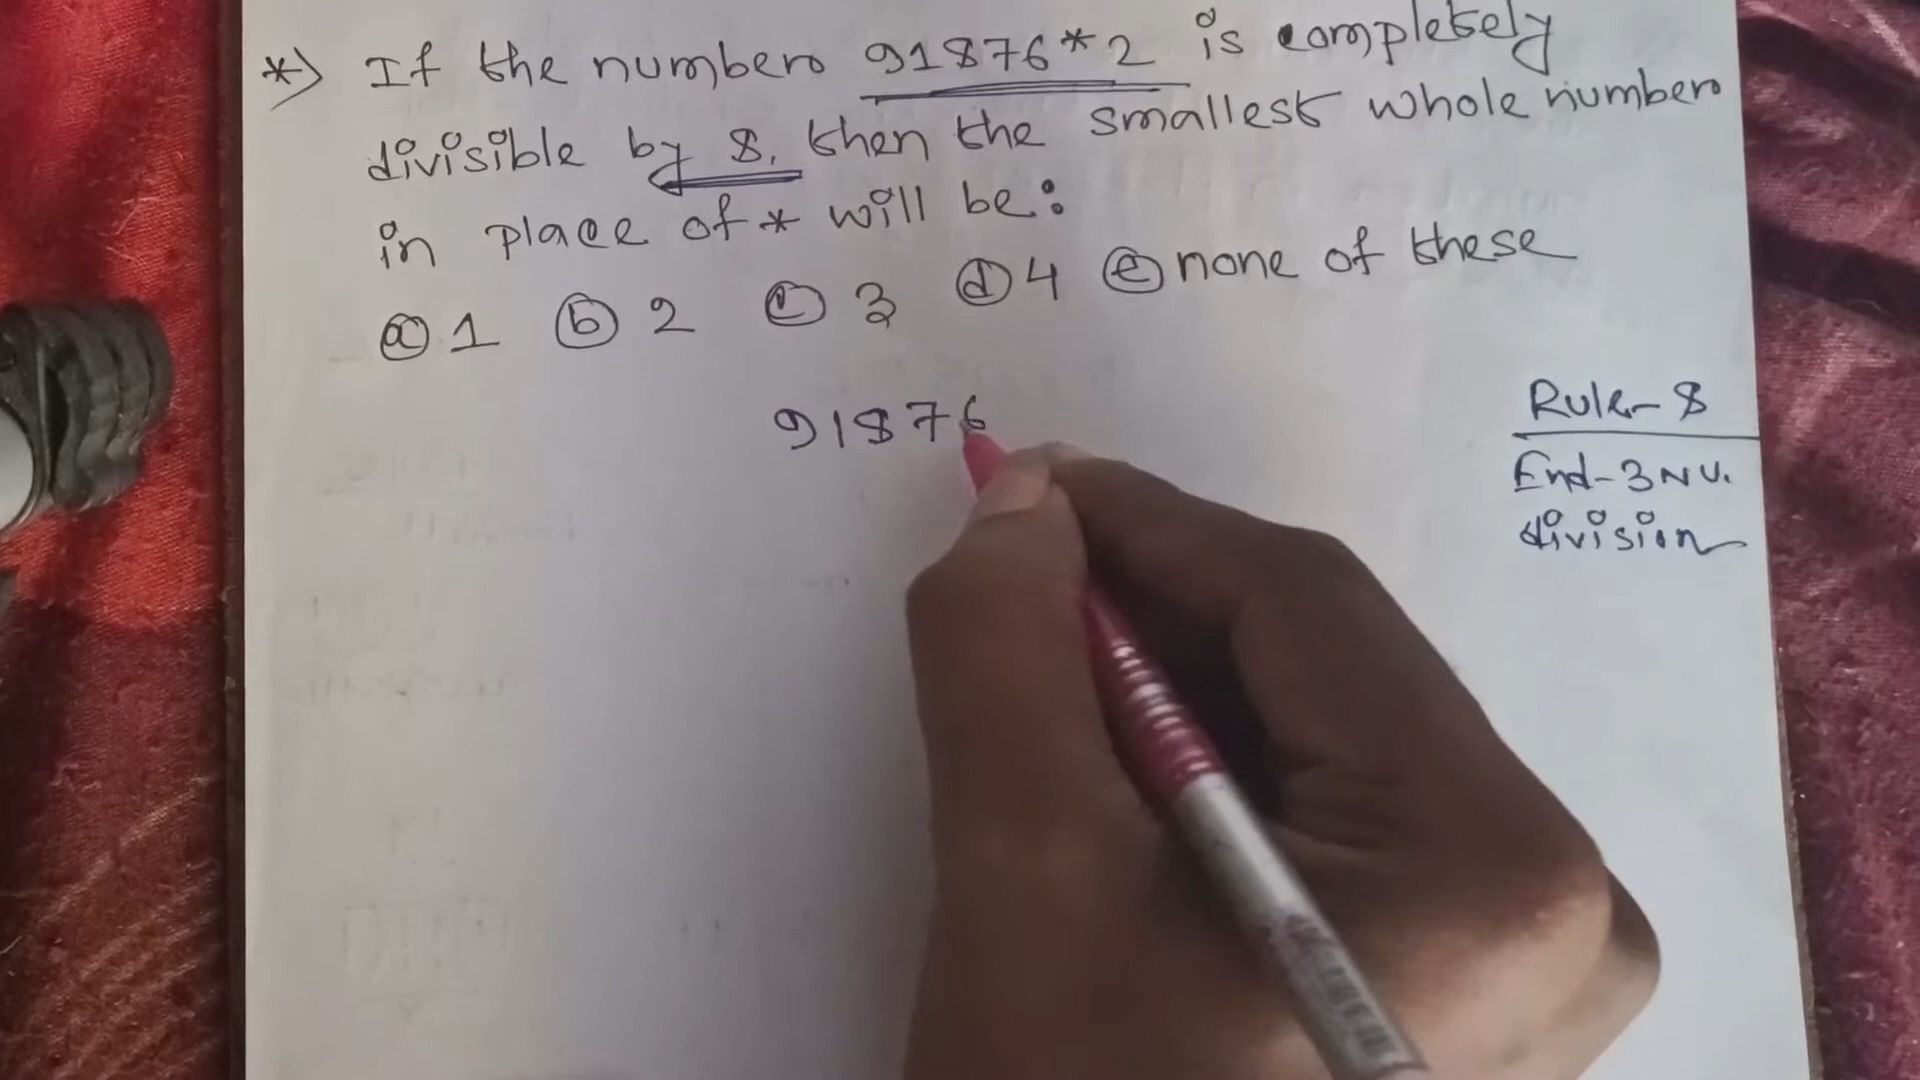 *) If the number 91876*2 is completely
divisible by 8, then the smallest whole number
in place of * will be:
(a) 1 (b) 2 (c) 3 (d) 4 (e) none of these
91876
Rule-8
End-3 NU.
division